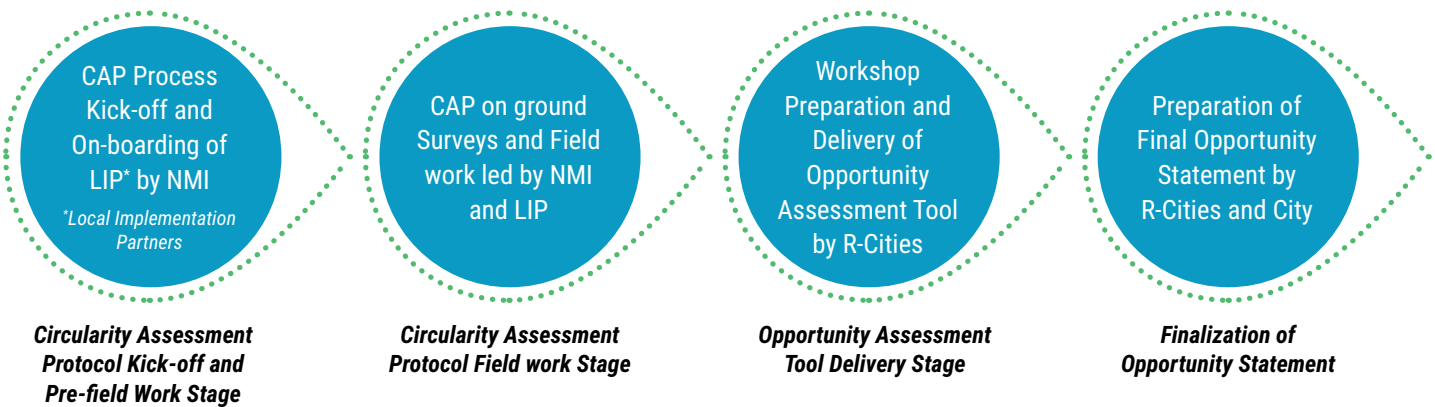 CAP Process
Kick-off and
On-boarding of
LIP* by NMI
*Local Implementation
Partners
CAP on ground
Surveys and Field
work led by NMI
and LIP
Workshop
Preparation and
Delivery of
Opportunity
Assessment Tool
by R-Cities
Preparation of
Final Opportunity
Statement by
R-Cities and City
Circularity Assessment
Protocol Kick-off and
Pre-field Work Stage
Circularity Assessment
Protocol Field work Stage
Opportunity Assessment
Tool Delivery Stage
Finalization of
Opportunity Statement